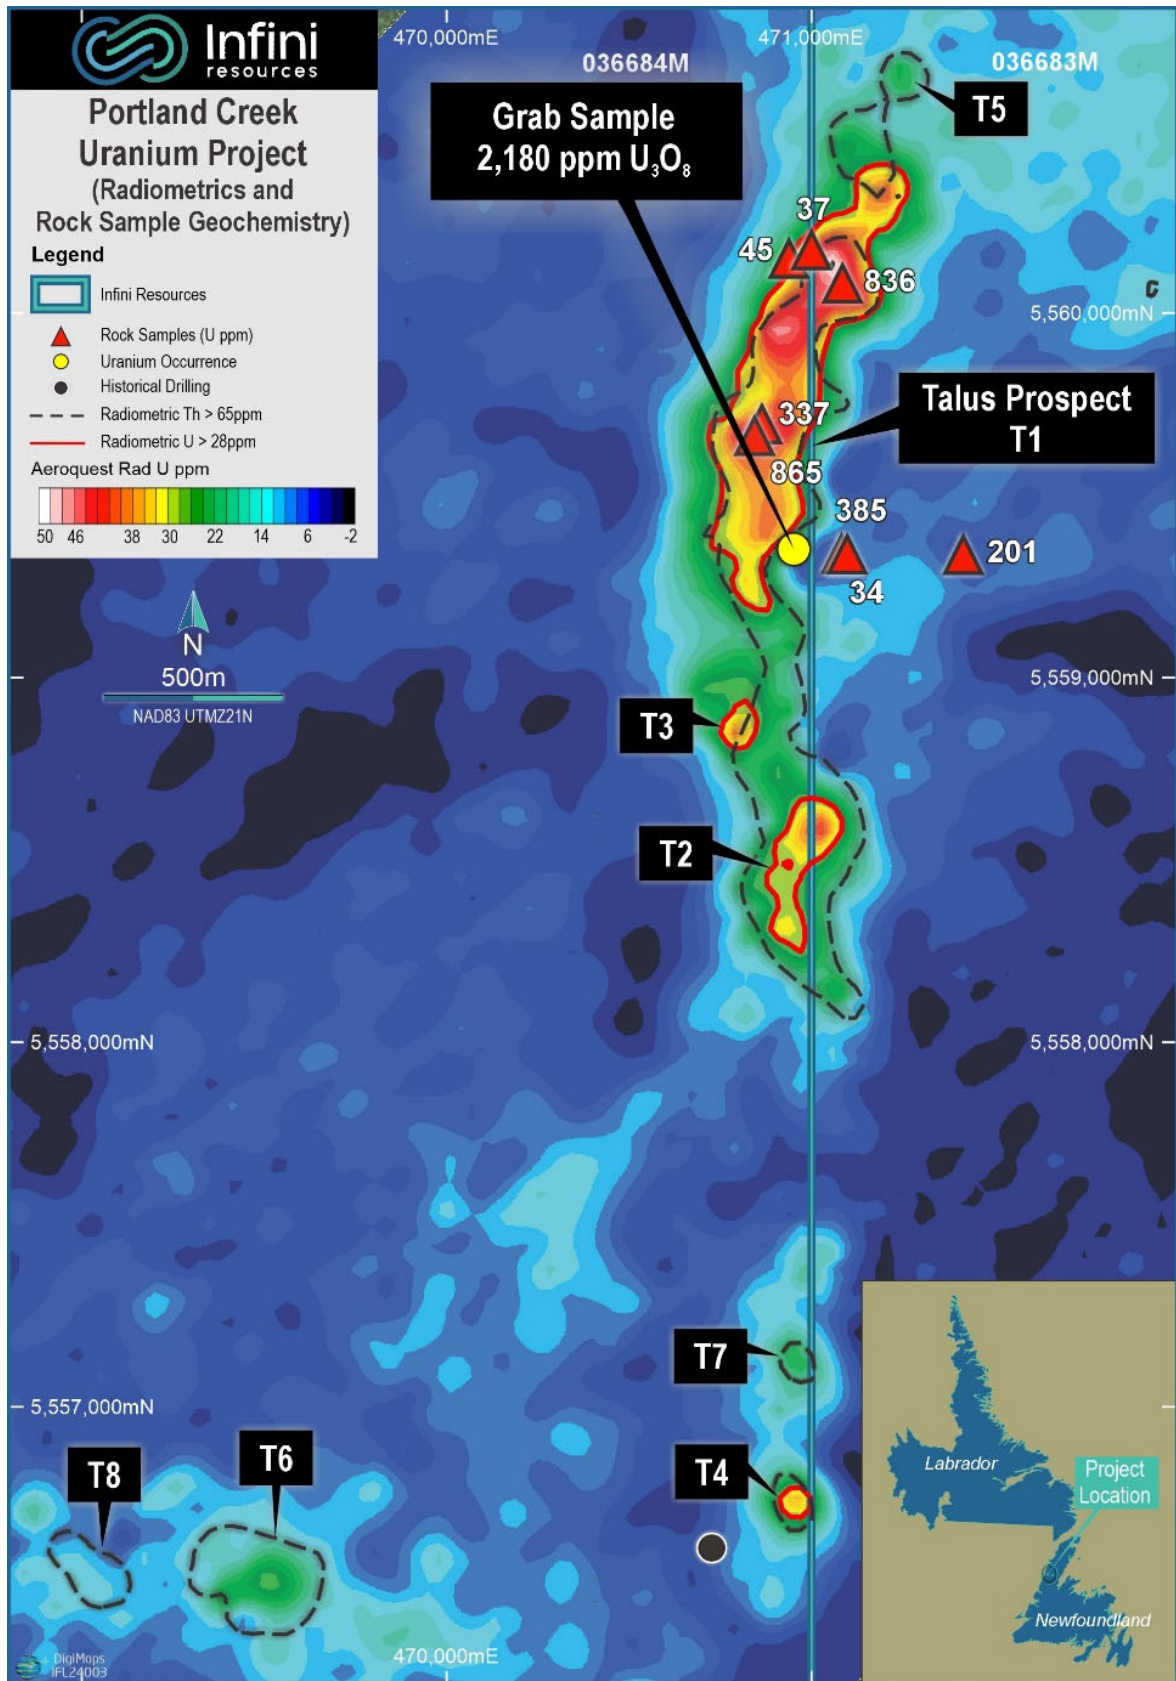 Infini
resources
Portland Creek
Uranium Project
(Radiometrics and
Rock Sample Geochemistry)
Legend
Infini Resources
Rock Samples (U ppm)
Uranium Occurrence
Historical Drilling
Radiometric Th > 65ppm
Radiometric U > 28ppm
Aeroquest Rad U ppm
50 46 38 30 22 14 6 -2
N
500m
NAD83 UTMZ21N
470,000mE
471,000mE
036684M
036683M
T5
Grab Sample
2,180 ppm U₃O₈
37
45
836
5,560,000mN
Talus Prospect
T1
337
865
385
34
201
5,559,000mN
T3
T2
5,558,000mN
5,558,000mN
T7
5,557,000mN
T8
T6
T4
470,000mE
Labrador
Project
Location
Newfoundland
DigiMaps
IFL24003